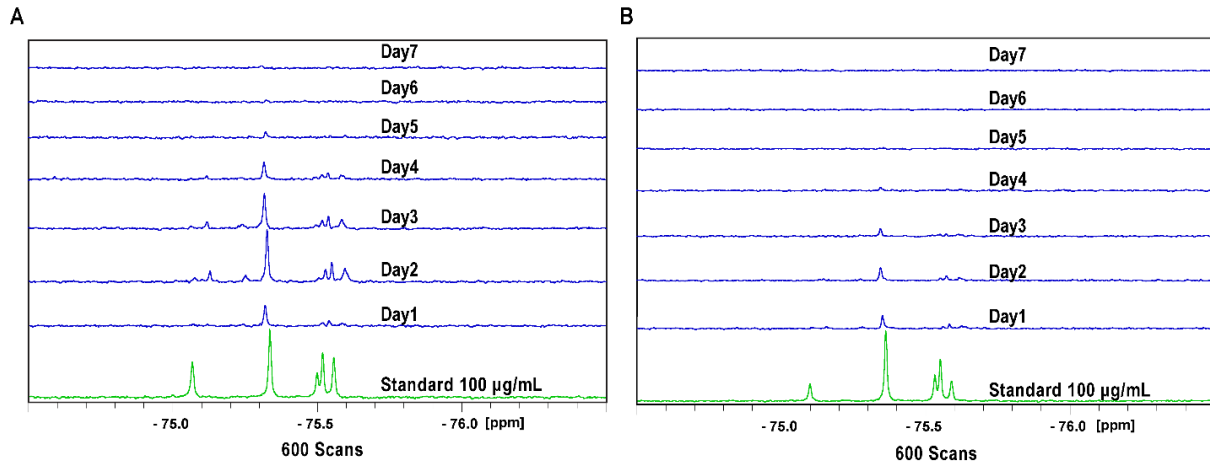 A
Day7
Day6
Day5
Day4
Day3
Day2
Day1
Standard 100 µg/mL
- 75.0 - 75.5 - 76.0 [ppm]
600 Scans
B
Day7
Day6
Day5
Day4
Day3
Day2
Day1
Standard 100 µg/mL
- 75.0 - 75.5 - 76.0 [ppm]
600 Scans